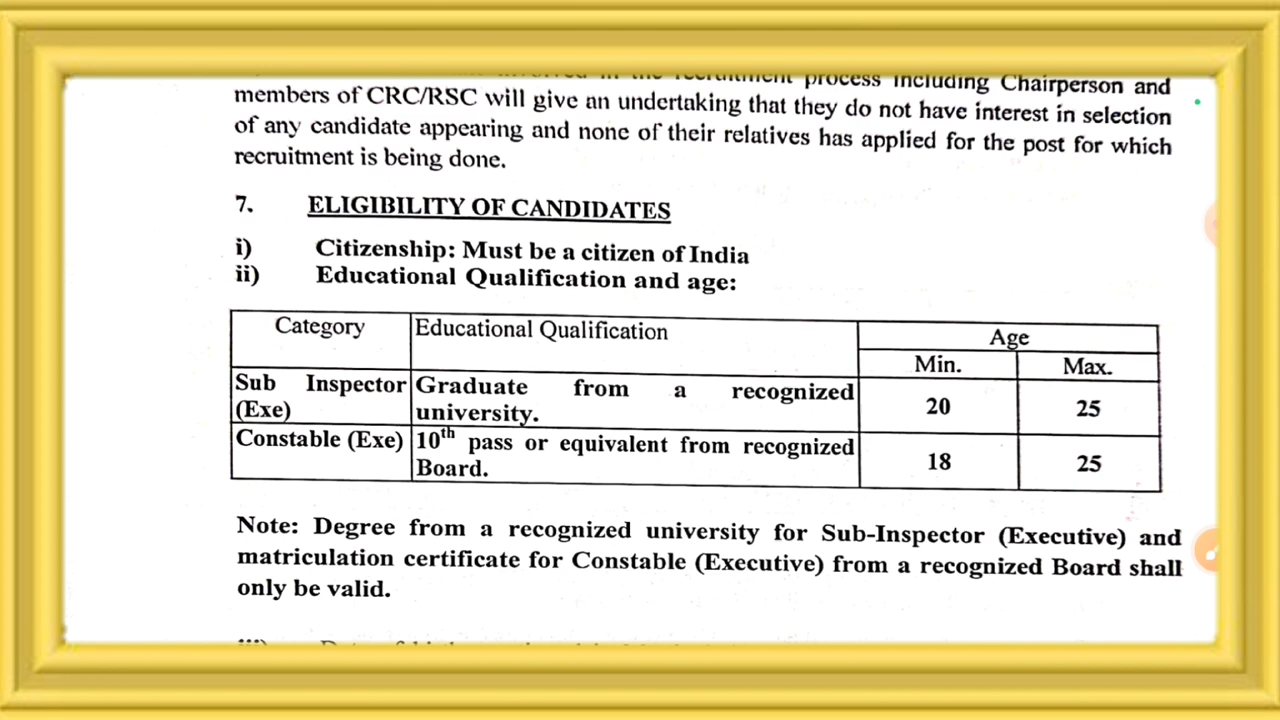 recruitment process including Chairperson and
members of CRC/RSC will give an undertaking that they do not have interest in selection
of any candidate appearing and none of their relatives has applied for the post for which
recruitment is being done.
7. ELIGIBILITY OF CANDIDATES
i) Citizenship: Must be a citizen of India
ii) Educational Qualification and age:
Category Educational Qualification Age
Min. Max.
Sub Inspector Graduate from a recognized
(Exe) university. 20 25
Constable (Exe) 10th pass or equivalent from recognized
Board. 18 25
Note: Degree from a recognized university for Sub-Inspector (Executive) and
matriculation certificate for Constable (Executive) from a recognized Board shall
only be valid.